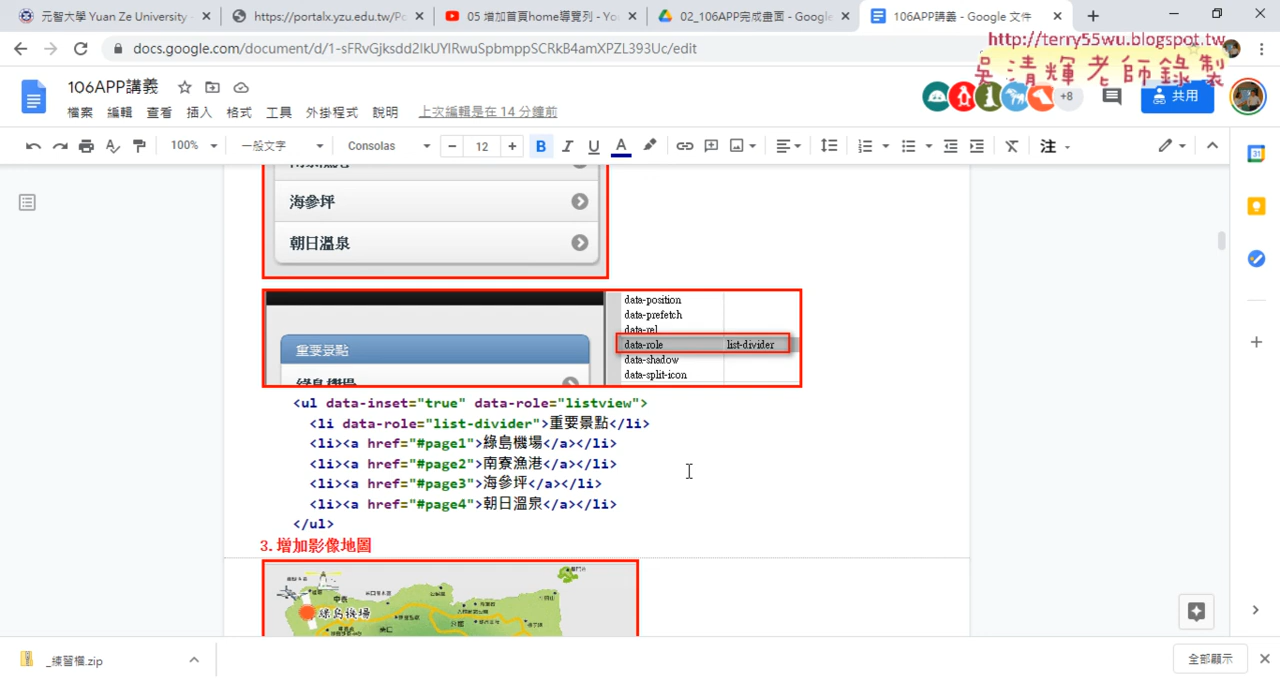 元智大學 Yuan Ze University
https://portalx.yzu.edu.tw/Po
05 增加首頁home導覽列 - Yo
02_106APP完成畫面 - Google
106APP講義 - Google 文件
docs.google.com/document/d/1-sFRvGjksdd2lkUYIRwuSpbmppSCRkB4amXPZL393Uc/edit
http://terry55wu.blogspot.tw
吳清輝老師錄製
106APP講義
檔案 編輯 查看 插入 格式 工具 外掛程式 說明 上次編輯是在 14 分鐘前
+8
共用
100% 一般文字 Consolas 12 B I U A 注
31
海參坪
朝日溫泉
data-position
data-prefetch
data-rel
重要景點
data-role list-divider
data-shadow
data-split-icon
綠島機場
<ul data-inset="true" data-role="listview">
<li data-role="list-divider">重要景點</li>
<li><a href="#page1">綠島機場</a></li>
<li><a href="#page2">南寮漁港</a></li>
<li><a href="#page3">海參坪</a></li>
<li><a href="#page4">朝日溫泉</a></li>
</ul>
3. 增加影像地圖
綠島機場
_練習檔.zip
全部顯示